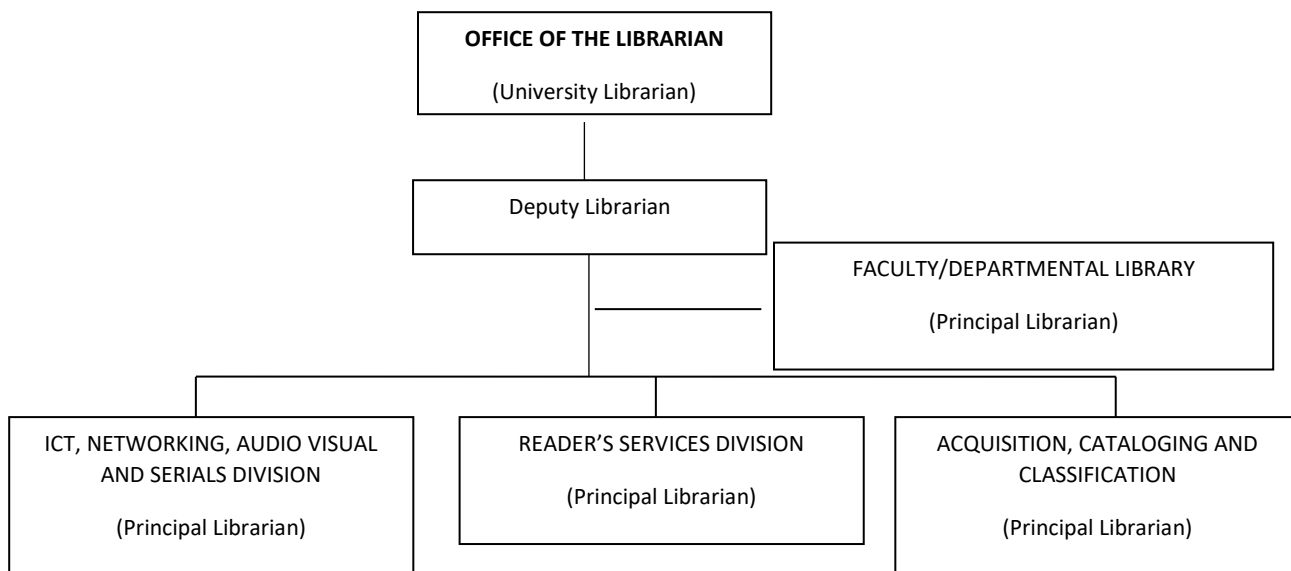 OFFICE OF THE LIBRARIAN
(University Librarian)
Deputy Librarian
FACULTY/DEPARTMENTAL LIBRARY
(Principal Librarian)
ICT, NETWORKING, AUDIO VISUAL
AND SERIALS DIVISION
(Principal Librarian)
READER’S SERVICES DIVISION
(Principal Librarian)
ACQUISITION, CATALOGING AND
CLASSIFICATION
(Principal Librarian)